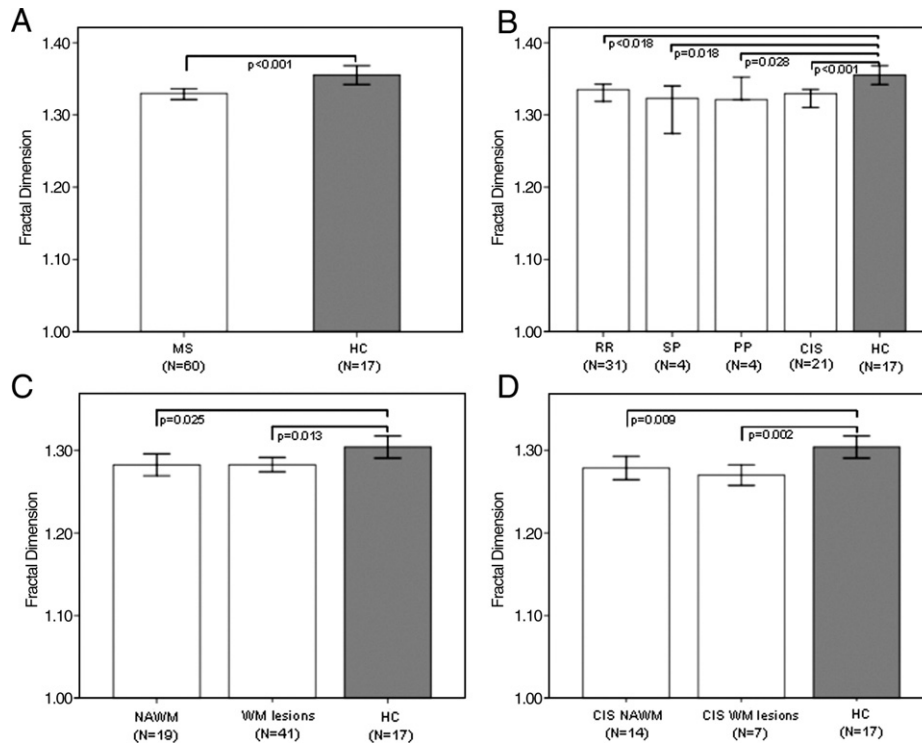 A
1.40
1.30
1.20
1.10
1.00
Fractal Dimension
p<0.001
MS
(N=60)
HC
(N=17)
B
1.40
1.30
1.20
1.10
1.00
Fractal Dimension
p<0.018
p=0.018
p=0.028
p<0.001
RR
(N=31)
SP
(N=4)
PP
(N=4)
CIS
(N=21)
HC
(N=17)
C
1.30
1.20
1.10
1.00
Fractal Dimension
p=0.025
p=0.013
NAWM
(N=19)
WM lesions
(N=41)
HC
(N=17)
D
1.30
1.20
1.10
1.00
Fractal Dimension
p=0.009
p=0.002
CIS NAWM
(N=14)
CIS WM lesions
(N=7)
HC
(N=17)